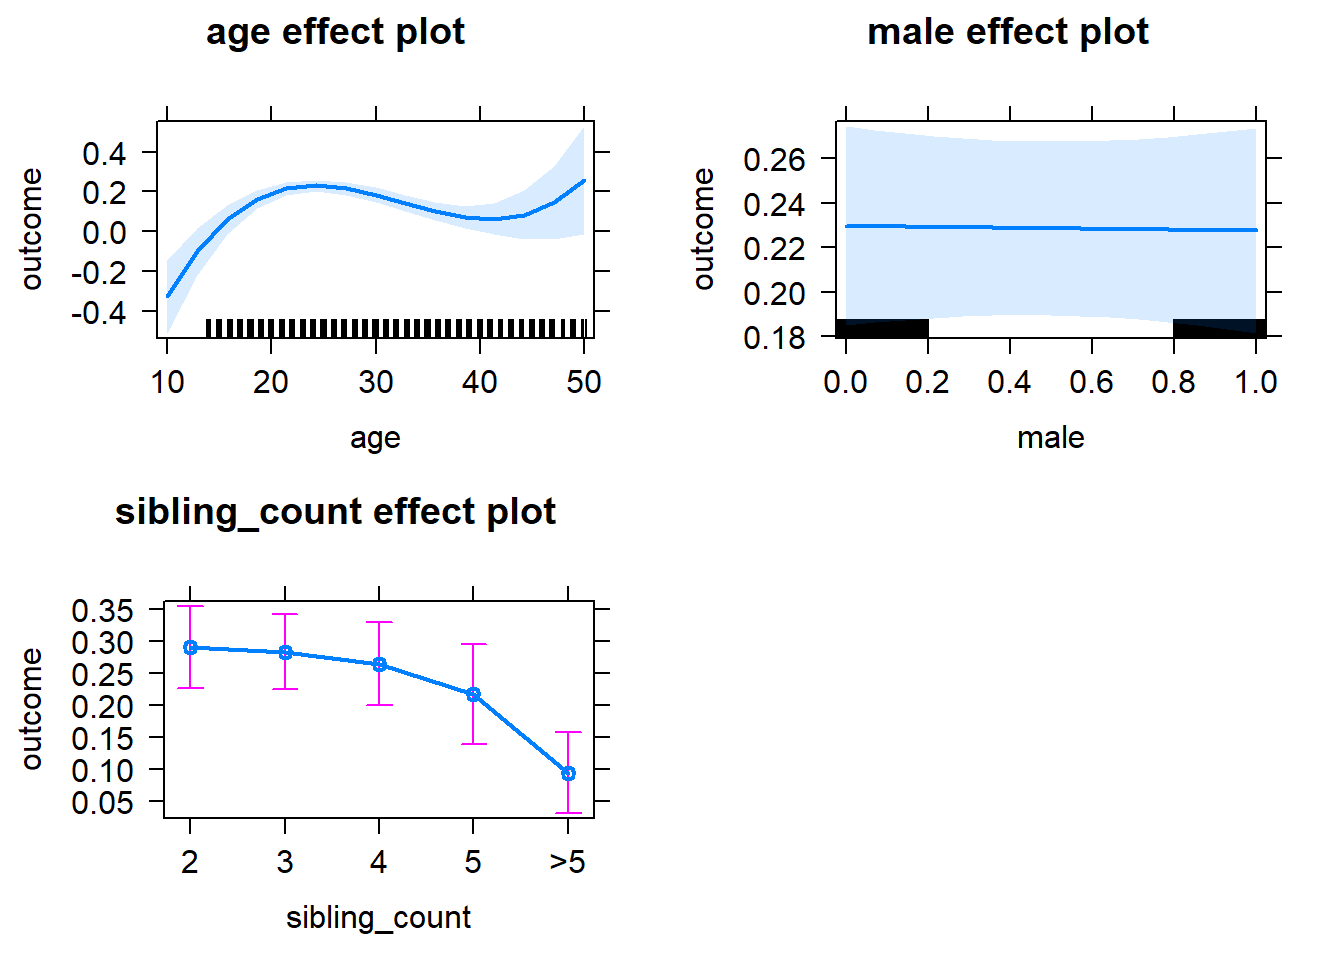 age effect plot
outcome
0.4
0.2
0.0
-0.2
-0.4
10 20 30 40 50
age
male effect plot
outcome
0.26
0.24
0.22
0.20
0.18
0.0 0.2 0.4 0.6 0.8 1.0
male
sibling_count effect plot
outcome
0.35
0.30
0.25
0.20
0.15
0.10
0.05
2 3 4 5 >5
sibling_count